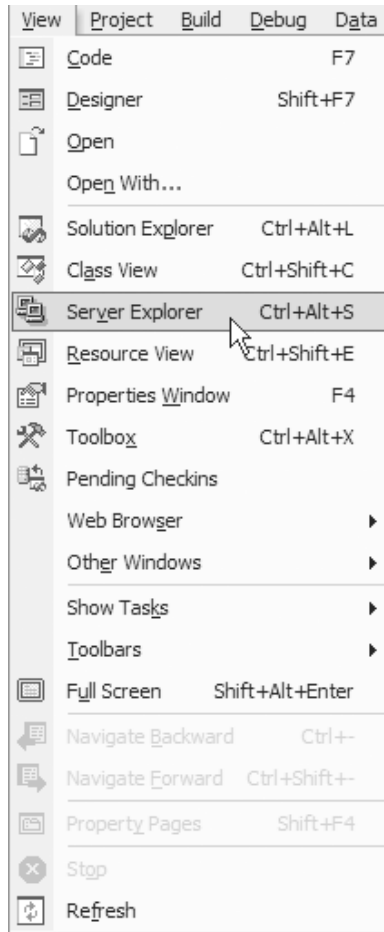 View Project Build Debug Data
Code F7
Designer Shift+F7
Open
Open With...
Solution Explorer Ctrl+Alt+L
Class View Ctrl+Shift+C
Server Explorer Ctrl+Alt+S
Resource View Ctrl+Shift+E
Properties Window F4
Toolbox Ctrl+Alt+X
Pending Checkins
Web Browser
Other Windows
Show Tasks
Toolbars
Full Screen Shift+Alt+Enter
Navigate Backward Ctrl+-
Navigate Forward Ctrl+Shift+-
Property Pages Shift+F4
Stop
Refresh